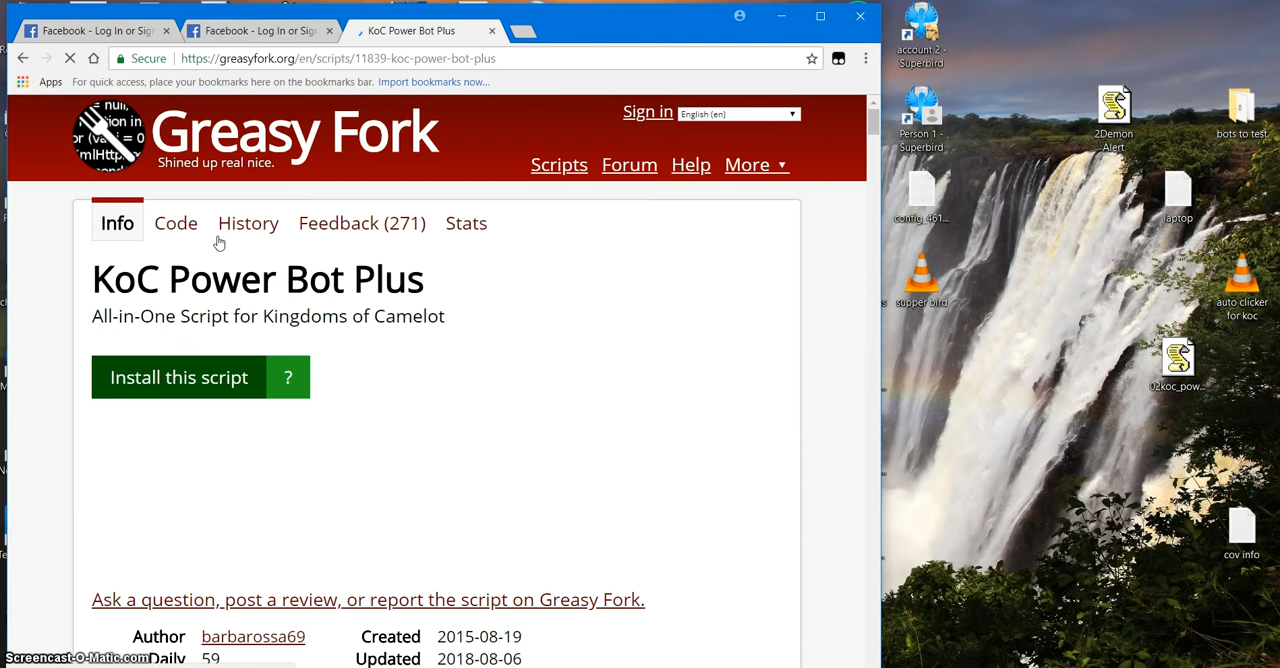 Facebook - Log In or Sig
Facebook - Log In or Sig
KoC Power Bot Plus
Secure
https://greasyfork.org/en/scripts/11839-koc-power-bot-plus
Apps
For quick access, place your bookmarks here on the bookmarks bar. Import bookmarks now...
Greasy Fork
Shined up real nice.
Sign in
English (en)
Scripts
Forum
Help
More
Info
Code
History
Feedback (271)
Stats
KoC Power Bot Plus
All-in-One Script for Kingdoms of Camelot
Install this script
?
Ask a question, post a review, or report the script on Greasy Fork.
Author barbarossa69
Created 2015-08-19
Daily 59
Updated 2018-08-06
Screencast-O-Matic.com
account 2 -
Superbird
Person 1 -
Superbird
2Demon
Alert
bots to test
config_461...
laptop
supper bird
auto clicker
for koc
02koc_pow...
cov info